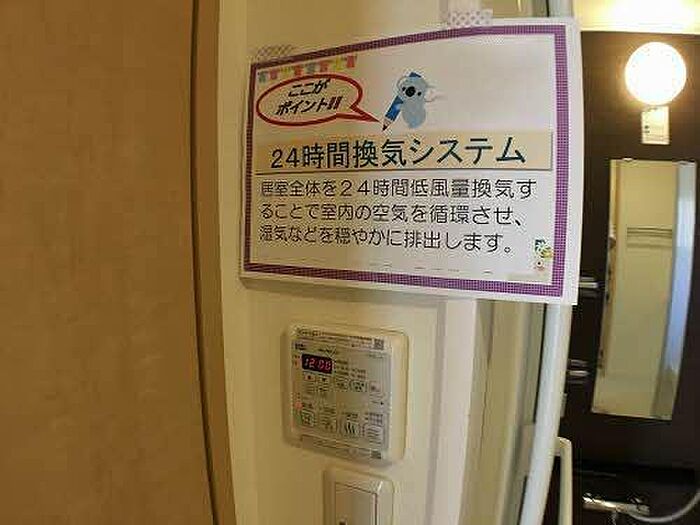 ここが
ポイント!!
24時間換気システム
居室全体を24時間低風量換気す
ることで室内の空気を循環させ、
湿気などを穏やかに排出します。
12:00